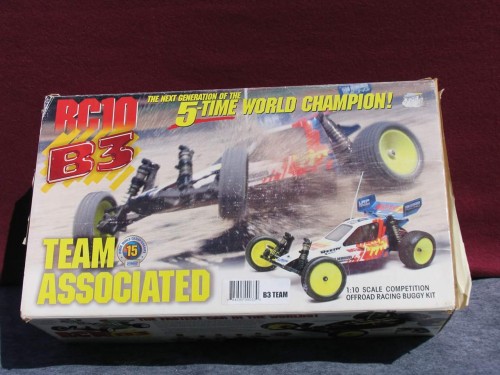 THE NEXT GENERATION OF THE
5-TIME WORLD CHAMPION!
RC10
B3
TEAM
ASSOCIATED
15
B3 TEAM
1:10 SCALE COMPETITION
OFFROAD RACING BUGGY KIT